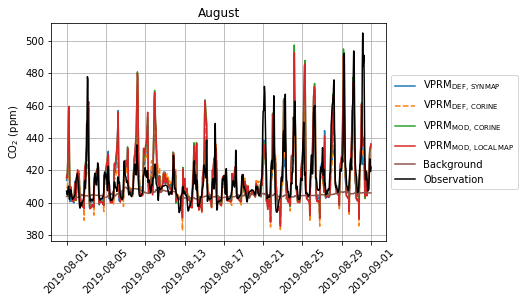 August
CO₂ (ppm)
500
480
460
440
420
400
380
2019-08-01
2019-08-05
2019-08-09
2019-08-13
2019-08-17
2019-08-21
2019-08-25
2019-08-29
2019-09-01
VPRM DEF, SYNMAP
VPRM DEF, CORINE
VPRM MOD, CORINE
VPRM MOD, LOCALMAP
Background
Observation